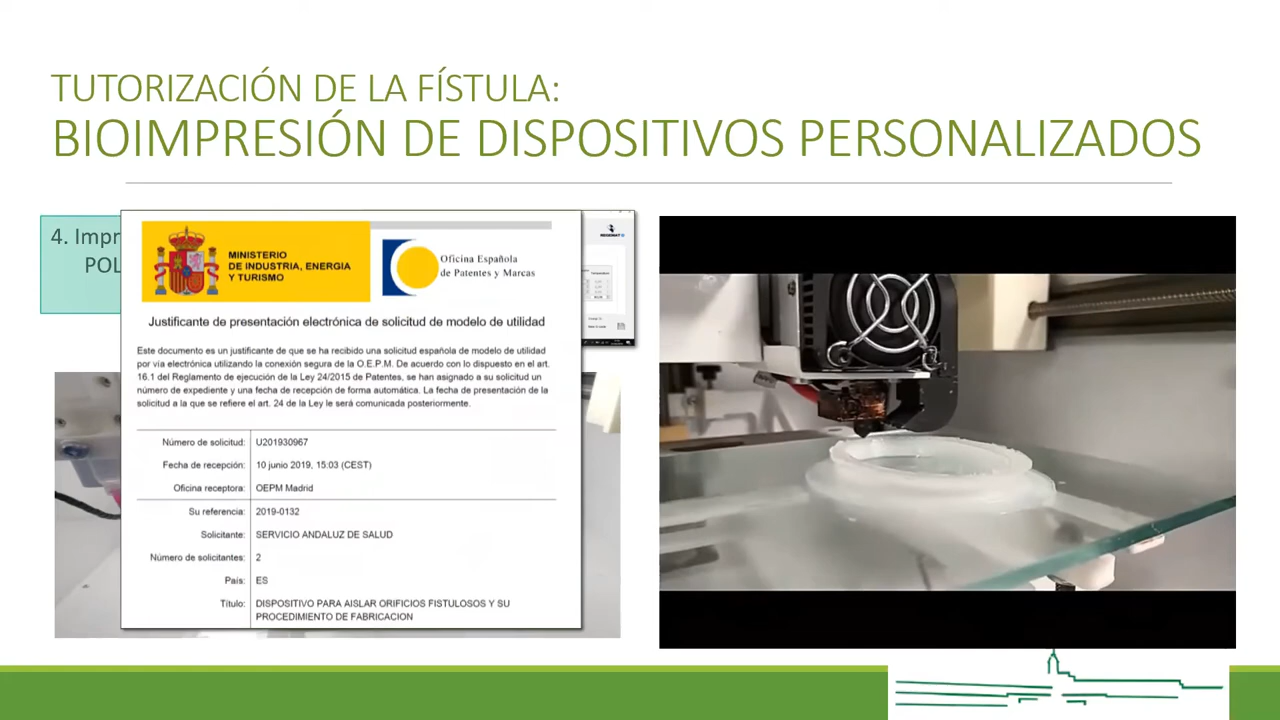 TUTORIZACIÓN DE LA FÍSTULA:
BIOIMPRESIÓN DE DISPOSITIVOS PERSONALIZADOS
4. Impr
POL
MINISTERIO
DE INDUSTRIA, ENERGIA
Y TURISMO
Oficina Española
de Patentes y Marcas
Justificante de presentación electrónica de solicitud de modelo de utilidad
Este documento es un justificante de que se ha recibido una solicitud española de modelo de utilidad
por vía electrónica utilizando la conexión segura de la O.E.P.M. De acuerdo con lo dispuesto en el art.
16.1 del Reglamento de ejecución de la Ley 24/2015 de Patentes, se han asignado a su solicitud un
número de expediente y una fecha de recepción de forma automática. La fecha de presentación de la
solicitud a la que se refiere el art. 24 de la Ley le será comunicada posteriormente.
Número de solicitud: U201930967
Fecha de recepción: 10 junio 2019, 15:03 (CEST)
Oficina receptora: OEPM Madrid
Su referencia: 2019-0132
Solicitante: SERVICIO ANDALUZ DE SALUD
Número de solicitantes: 2
País: ES
Título: DISPOSITIVO PARA AISLAR ORIFICIOS FISTULOSOS Y SU
PROCEDIMIENTO DE FABRICACION